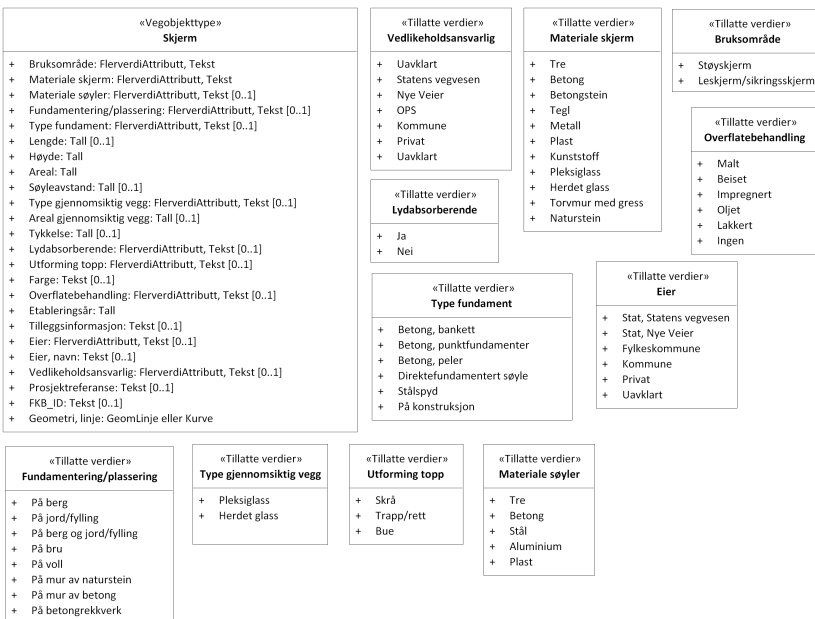 «Vegobjekttype»
Skjerm
+ Bruksområde: FlerverdiAttributt, Tekst
+ Materiale skjerm: FlerverdiAttributt, Tekst
+ Materiale søyler: FlerverdiAttributt, Tekst [0..1]
+ Fundamentering/plassering: FlerverdiAttributt, Tekst [0..1]
+ Type fundament: FlerverdiAttributt, Tekst [0..1]
+ Lengde: Tall [0..1]
+ Høyde: Tall
+ Areal: Tall
+ Søyleavstand: Tall [0..1]
+ Type gjennomsiktig vegg: FlerverdiAttributt, Tekst [0..1]
+ Areal gjennomsiktig vegg: Tall [0..1]
+ Tykkelse: Tall [0..1]
+ Lydabsorberende: FlerverdiAttributt, Tekst [0..1]
+ Utforming topp: FlerverdiAttributt, Tekst [0..1]
+ Farge: Tekst [0..1]
+ Overflatebehandling: FlerverdiAttributt, Tekst [0..1]
+ Etableringsår: Tall
+ Tilleggsinformasjon: Tekst [0..1]
+ Eier: FlerverdiAttributt, Tekst [0..1]
+ Eier, navn: Tekst [0..1]
+ Vedlikeholdsansvarlig: FlerverdiAttributt, Tekst [0..1]
+ Prosjektreferanse: Tekst [0..1]
+ FKB_ID: Tekst [0..1]
+ Geometri, linje: GeomLinje eller Kurve
«Tillatte verdier»
Vedlikeholdsansvarlig
+ Uavklart
+ Statens vegvesen
+ Nye Veier
+ OPS
+ Kommune
+ Privat
+ Uavklart
«Tillatte verdier»
Materiale skjerm
+ Tre
+ Betong
+ Betongstein
+ Tegl
+ Metall
+ Plast
+ Kunststoff
+ Pleksiglass
+ Herdet glass
+ Torvmur med gress
+ Naturstein
«Tillatte verdier»
Bruksområde
+ Støyskjerm
+ Leskjerm/sikringsskjerm
«Tillatte verdier»
Overflatebehandling
+ Malt
+ Beiset
+ Impregnert
+ Oljet
+ Lakkert
+ Ingen
«Tillatte verdier»
Lydabsorberende
+ Ja
+ Nei
«Tillatte verdier»
Type fundament
+ Betong, bankett
+ Betong, punktfundamenter
+ Betong, peler
+ Direktefundamentert søyle
+ Stålspyd
+ På konstruksjon
«Tillatte verdier»
Eier
+ Stat, Statens vegvesen
+ Stat, Nye Veier
+ Fylkeskommune
+ Kommune
+ Privat
+ Uavklart
«Tillatte verdier»
Fundamentering/plassering
+ På berg
+ På jord/fylling
+ På berg og jord/fylling
+ På bru
+ På voll
+ På mur av naturstein
+ På mur av betong
+ På betongrekkverk
«Tillatte verdier»
Type gjennomsiktig vegg
+ Pleksiglass
+ Herdet glass
«Tillatte verdier»
Utforming topp
+ Skrå
+ Trapp/rett
+ Bue
«Tillatte verdier»
Materiale søyler
+ Tre
+ Betong
+ Stål
+ Aluminium
+ Plast